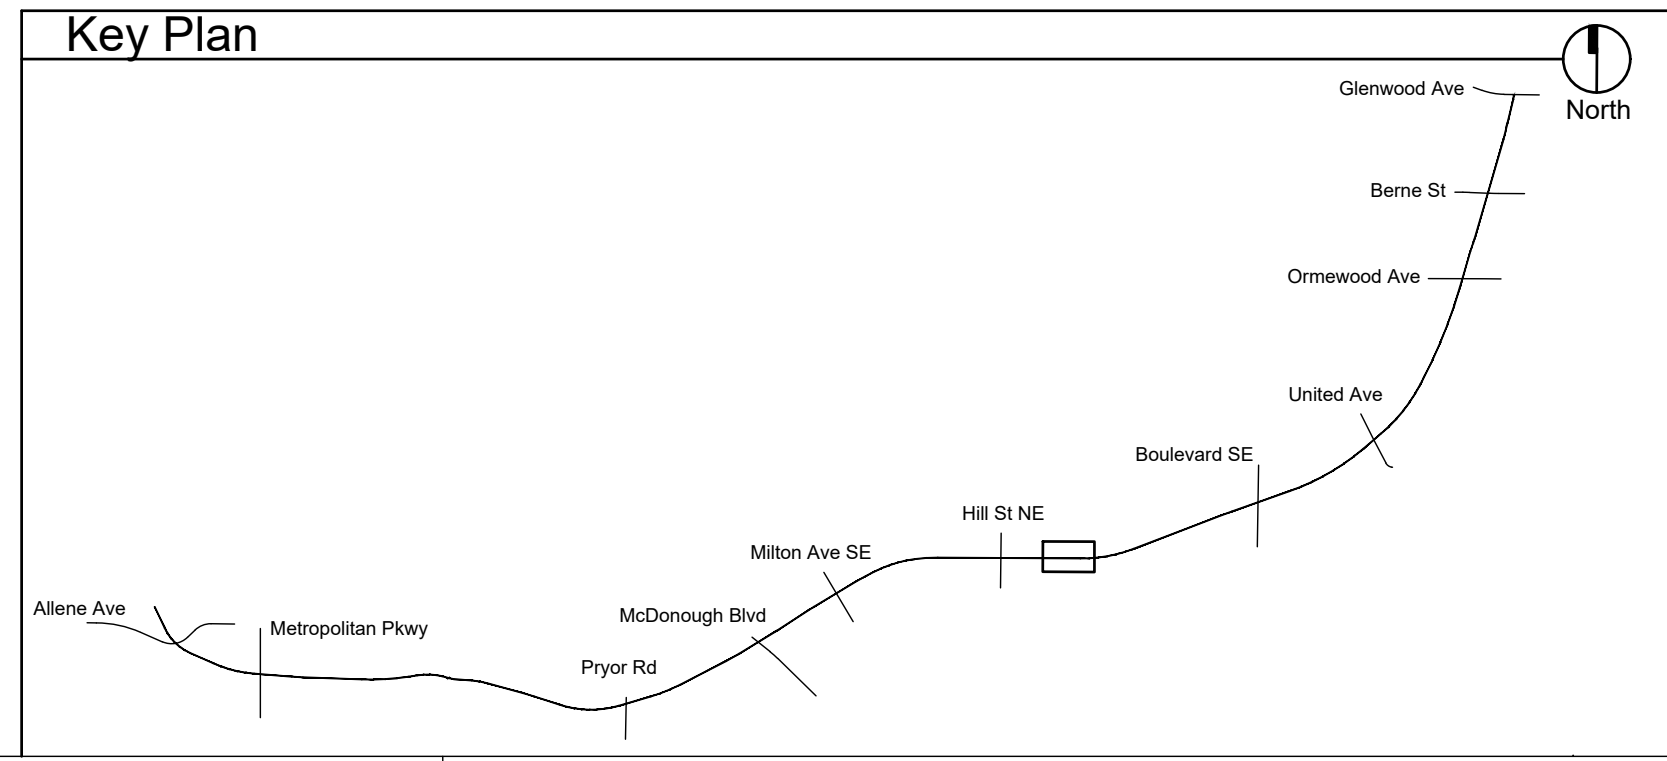 Key Plan
Glenwood Ave
North
Berne St
Ormewood Ave
United Ave
Boulevard SE
Hill St NE
Milton Ave SE
Allene Ave
McDonough Blvd
Metropolitan Pkwy
Pryor Rd